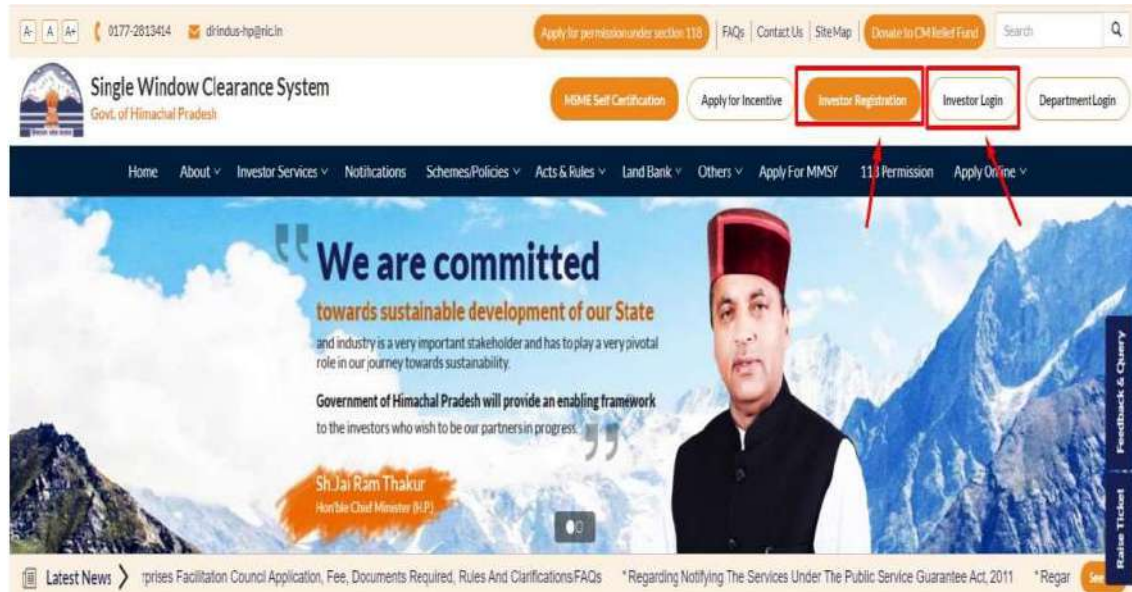 A- A A+ 0177-2813414 dirindus-hp@nic.in Apply for permission under section 118 FAQs Contact Us Site Map Donate to CM Relief Fund Search
Single Window Clearance System
Govt. of Himachal Pradesh
MSME Self Certification Apply for Incentive Investor Registration Investor Login Department Login
Home About Investor Services Notifications Schemes/Policies Acts & Rules Land Bank Others Apply For MMSY 118 Permission Apply Online
We are committed
towards sustainable development of our State
and industry is a very important stakeholder and has to play a very pivotal
role in our journey towards sustainability.
Government of Himachal Pradesh will provide an enabling framework
to the investors who wish to be our partners in progress.
Sh.Jai Ram Thakur
Hon'ble Chief Minister (H.P.)
Feedback & Query
Raise Ticket
Latest News rprises Facilitation Council Application, Fee, Documents Required, Rules And Clarifications FAQs *Regarding Notifying The Services Under The Public Service Guarantee Act, 2011 *Regar See